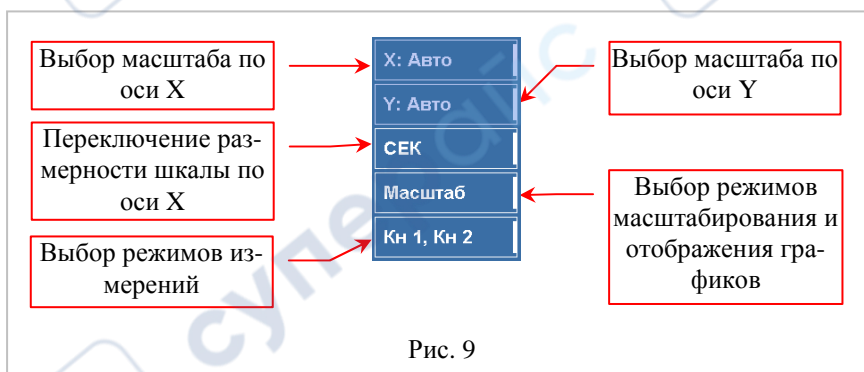 Выбор масштаба по
оси X
Переключение раз-
мерности шкалы по
оси X
Выбор режимов из-
мерений
X: Авто
Y: Авто
СЕК
Масштаб
Кн 1, Кн 2
Выбор масштаба по
оси Y
Выбор режимов
масштабирования и
отображения гра-
фиков
суперайс
Рис. 9